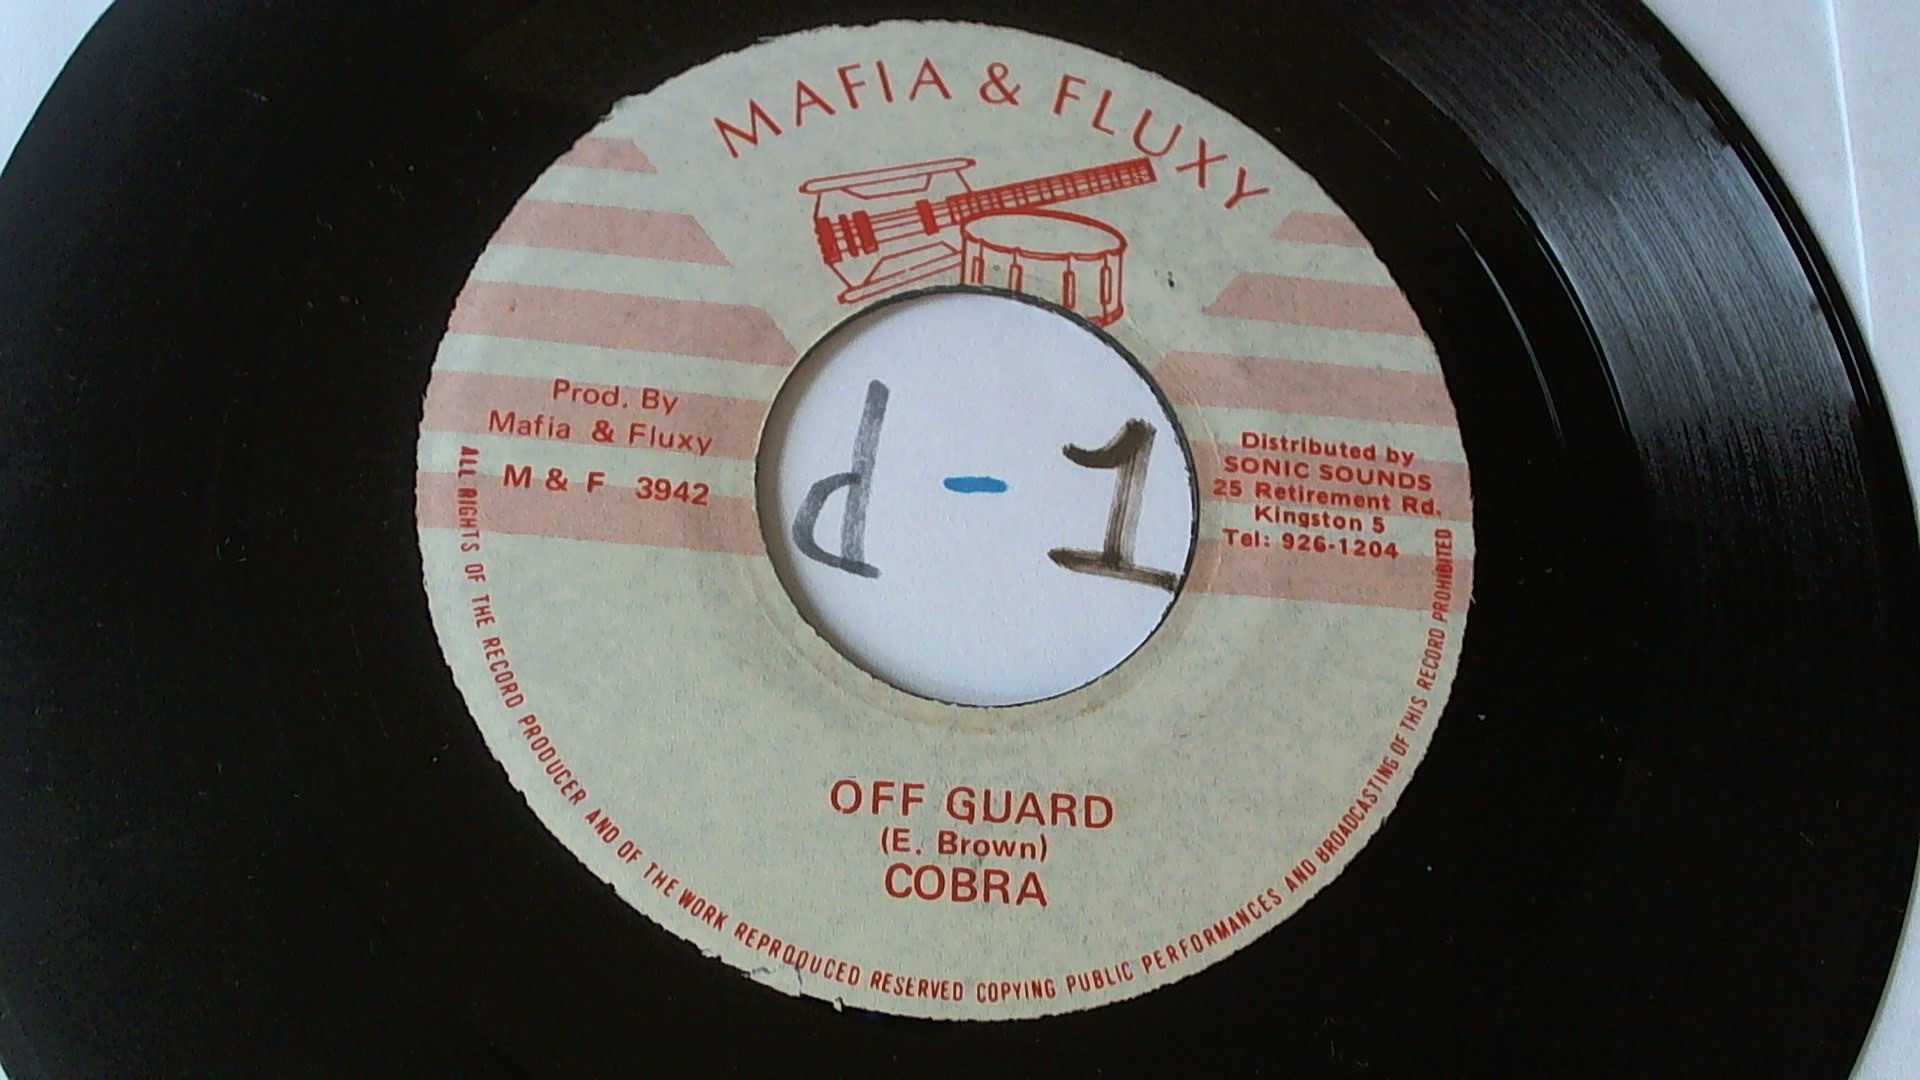 MAFIA & FLUXY
Prod. By
Mafia & Fluxy
M & F 3942
d - 1
Distributed by
SONIC SOUNDS
25 Retirement Rd.
Kingston 5
Tel: 926-1204
OFF GUARD
(E. Brown)
COBRA
ALL RIGHTS OF THE RECORD PRODUCER AND OF THE WORK REPRODUCED RESERVED COPYING PUBLIC PERFORMANCES AND BROADCASTING OF THIS RECORD PROHIBITED